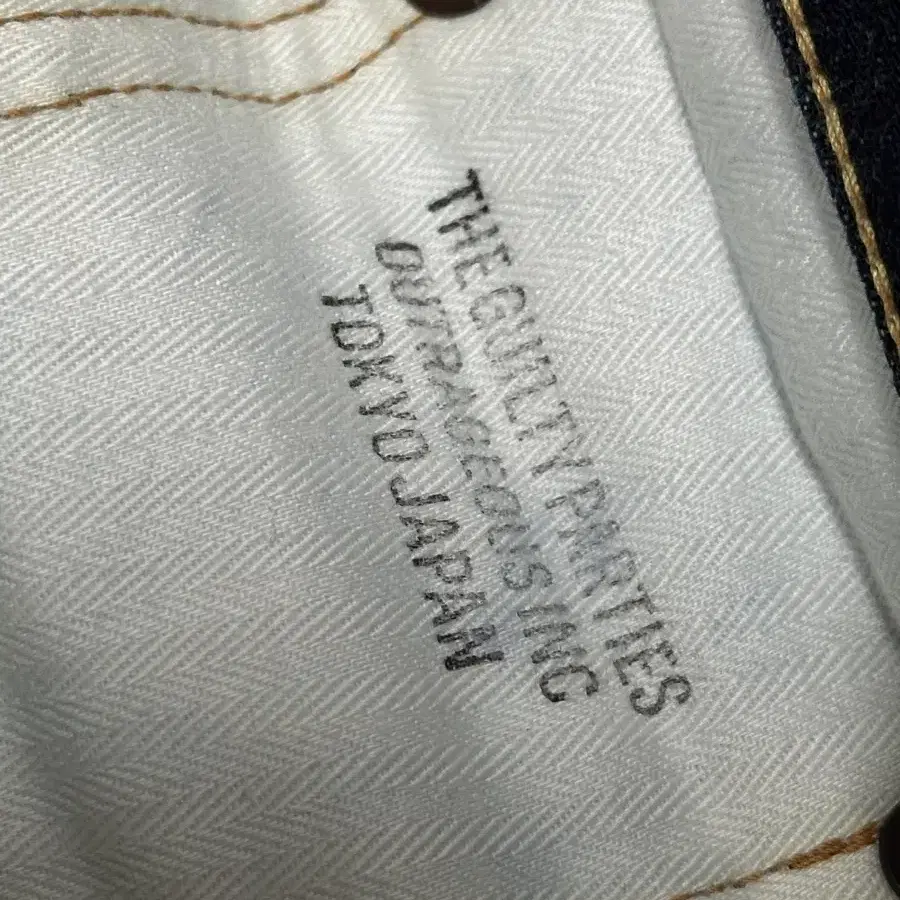 THE GUILTY PARTIES
OUTRAGEOUS INC
TOKYO JAPAN